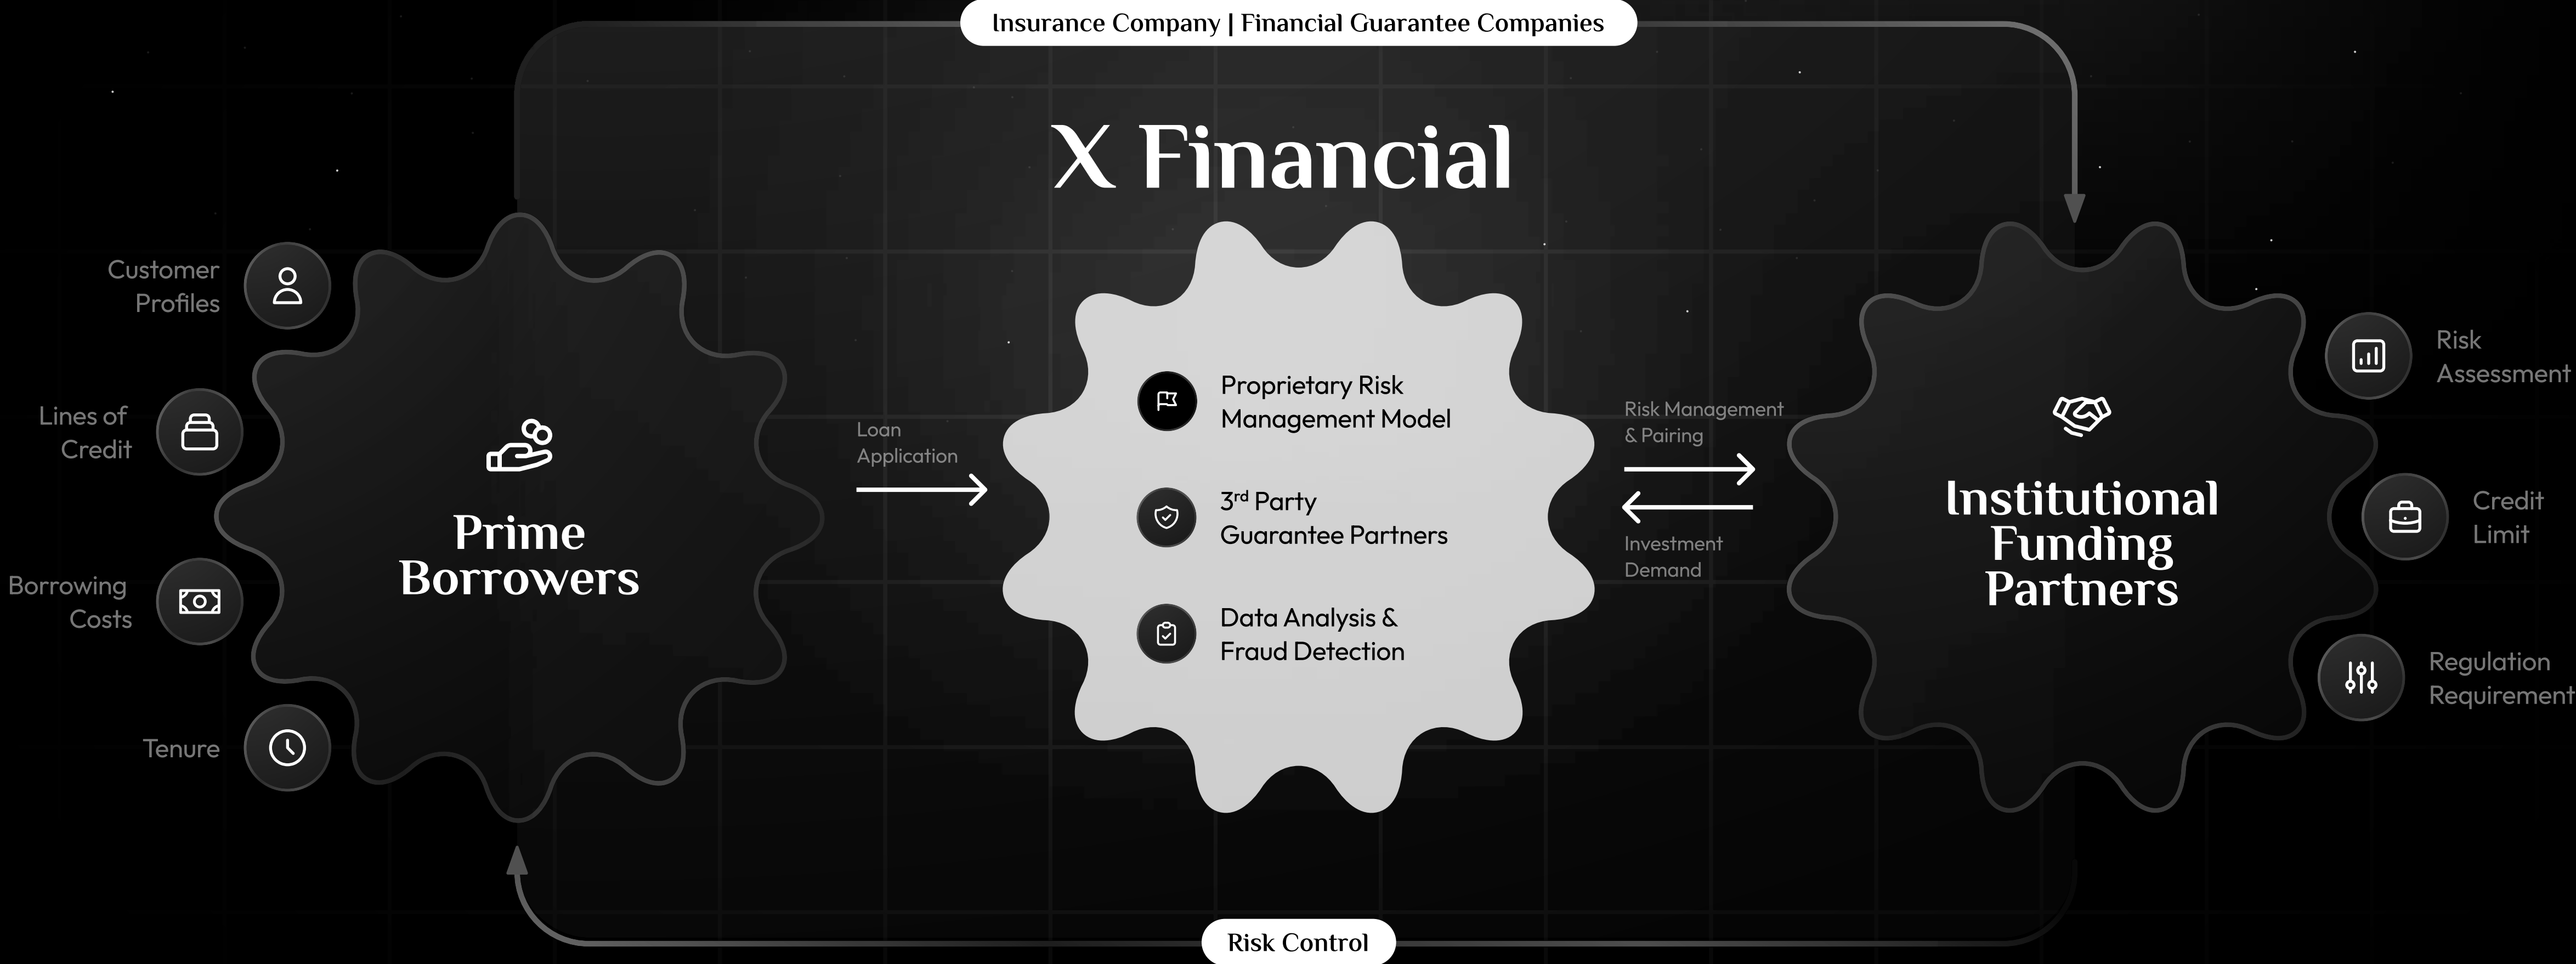 Insurance Company | Financial Guarantee Companies
X Financial
Customer
Profiles
Lines of
Credit
Borrowing
Costs
Tenure
Prime
Borrowers
Loan
Application
Proprietary Risk
Management Model
3rd Party
Guarantee Partners
Data Analysis &
Fraud Detection
Risk Management
& Pairing
Investment
Demand
Institutional
Funding
Partners
Risk
Assessment
Credit
Limit
Regulation
Requirement
Risk Control